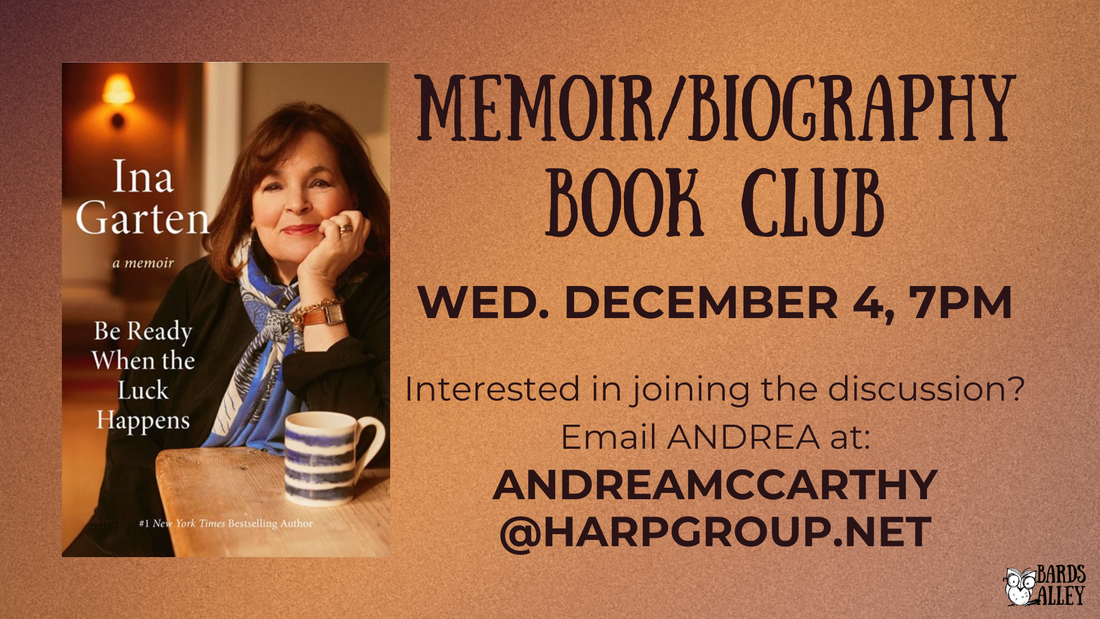 Ina
Garten
a memoir
Be Ready
When the
Luck
Happens
#1 New York Times Bestselling Author
MEMOIR/BIOGRAPHY
BOOK CLUB
WED. DECEMBER 4, 7PM
Interested in joining the discussion?
Email ANDREA at:
ANDREAMCCARTHY
@HARPGROUP.NET
BARDS
ALLEY